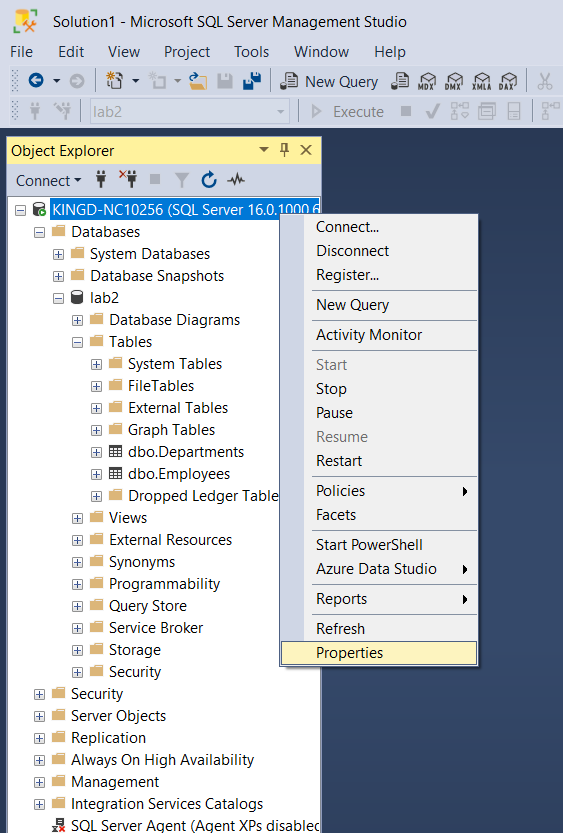 Solution1 - Microsoft SQL Server Management Studio
File Edit View Project Tools Window Help
New Query MDX DMX XMLA DAX
lab2 Execute
Object Explorer
Connect
KINGD-NC10256 (SQL Server 16.0.1000.6
Databases
System Databases
Database Snapshots
lab2
Database Diagrams
Tables
System Tables
FileTables
External Tables
Graph Tables
dbo.Departments
dbo.Employees
Dropped Ledger Table
Views
External Resources
Synonyms
Programmability
Query Store
Service Broker
Storage
Security
Security
Server Objects
Replication
Always On High Availability
Management
Integration Services Catalogs
SQL Server Agent (Agent XPs disabled
Connect...
Disconnect
Register...
New Query
Activity Monitor
Start
Stop
Pause
Resume
Restart
Policies
Facets
Start PowerShell
Azure Data Studio
Reports
Refresh
Properties